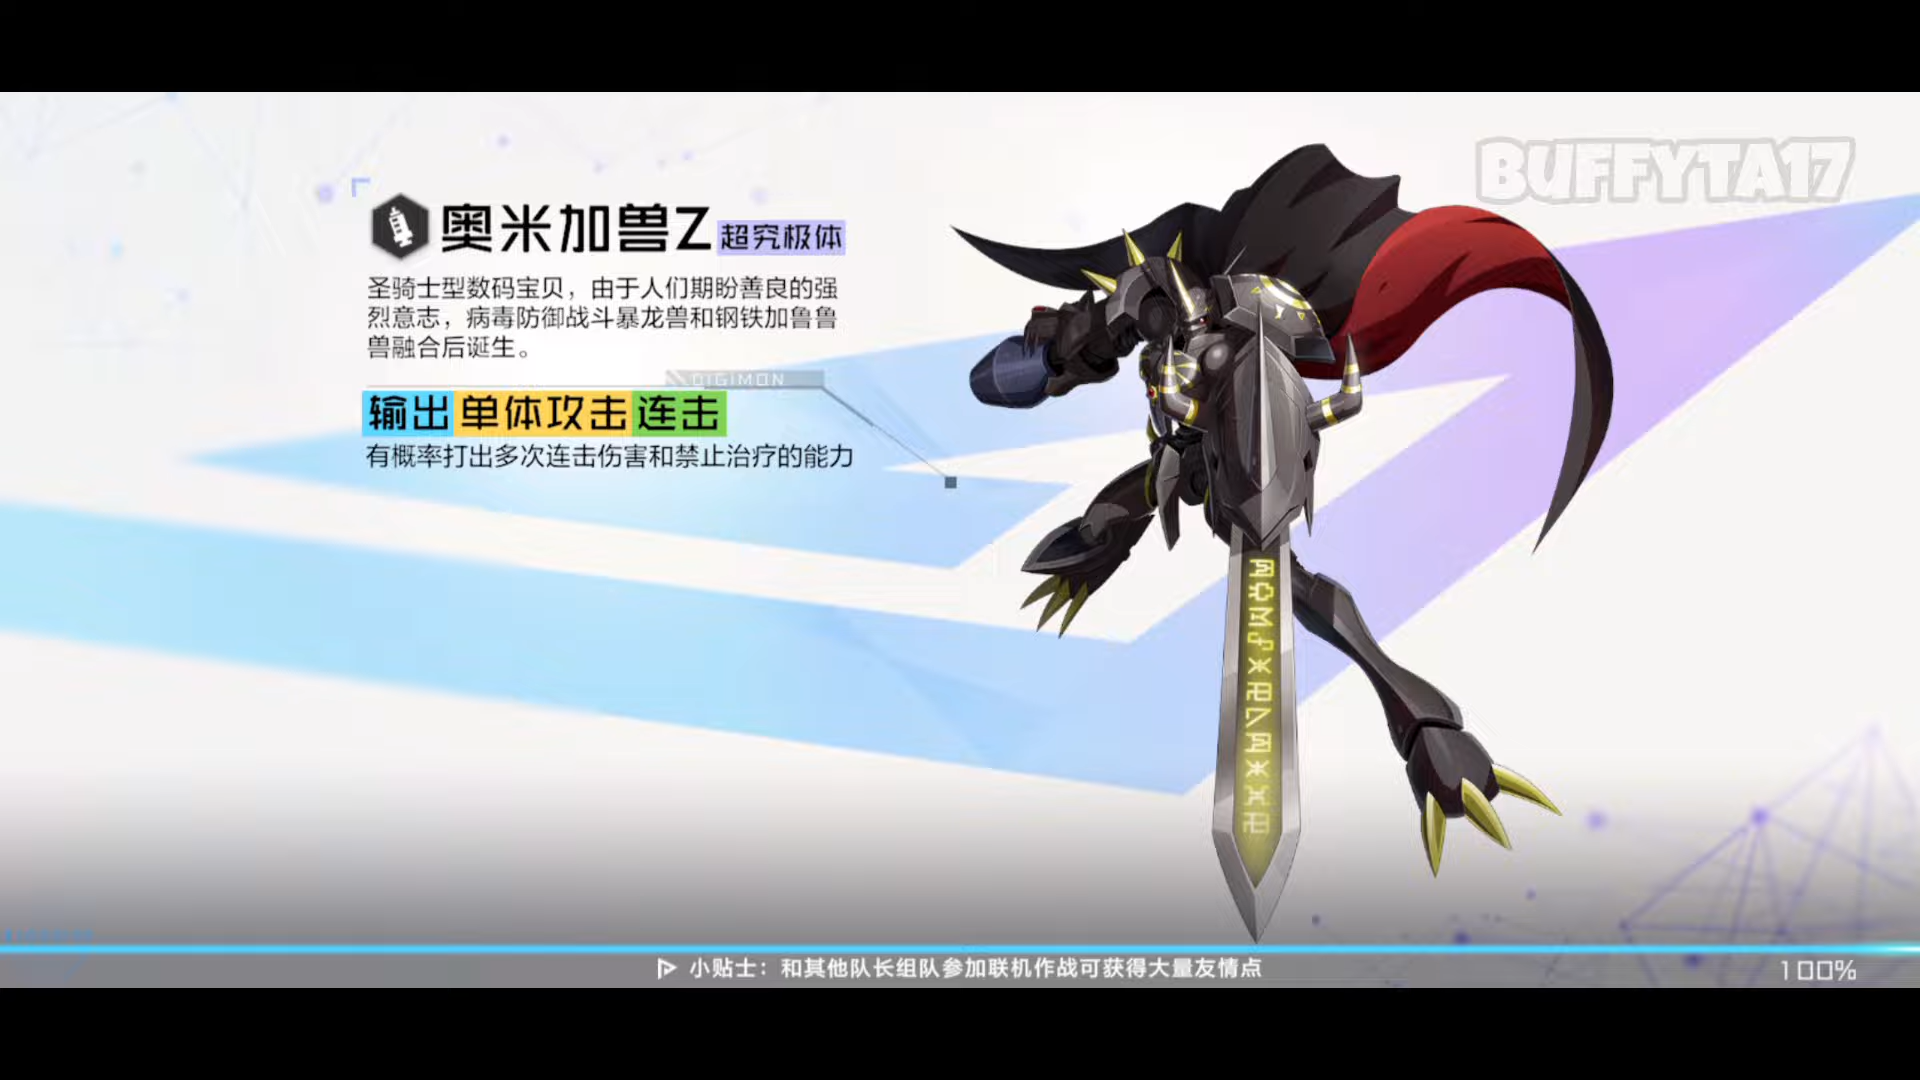 BUFFYTA17
奥米加兽Z 超究极体
圣骑士型数码宝贝，由于人们期盼善良的强
烈意志，病毒防御战斗暴龙兽和钢铁加鲁鲁
兽融合后诞生。
DIGIMON
输出 单体攻击 连击
有概率打出多次连击伤害和禁止治疗的能力
小贴士：和其他队长组队参加联机作战可获得大量友情点
100%